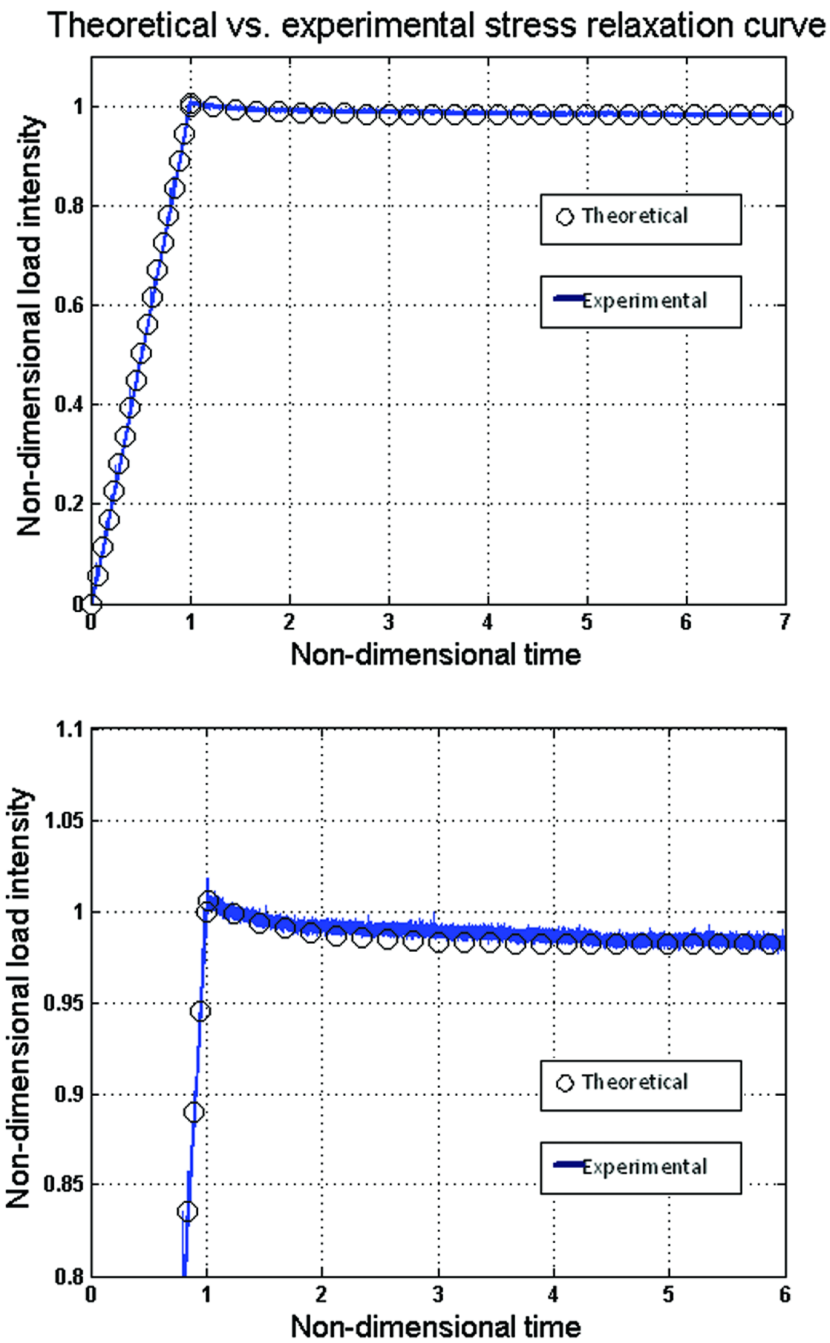 Theoretical vs. experimental stress relaxation curve
Non-dimensional load intensity
1
0.8
0.6
0.4
0.2
0
Theoretical
Experimental
0 1 2 3 4 5 6 7
Non-dimensional time
Non-dimensional load intensity
1.1
1.05
1
0.95
0.9
0.85
0.8
Theoretical
Experimental
0 1 2 3 4 5 6
Non-dimensional time